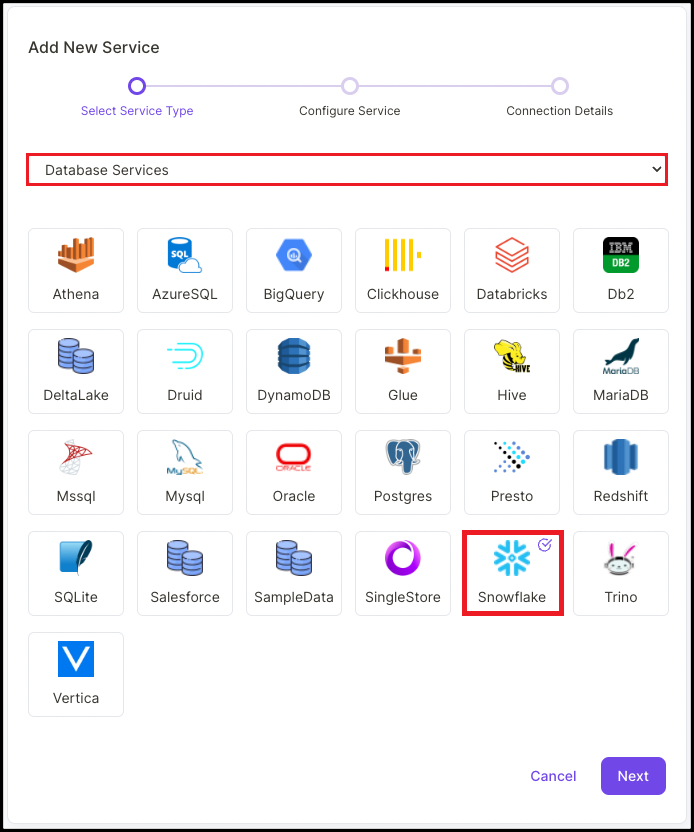 Add New Service
Select Service Type Configure Service Connection Details
Database Services
SQL
IBM
DB2
Athena AzureSQL BigQuery Clickhouse Databricks Db2
HIVE
MariaDB
DeltaLake Druid DynamoDB Glue Hive MariaDB
MySQL
ORACLE
Mssql Mysql Oracle Postgres Presto Redshift
SQLite Salesforce SampleData SingleStore Snowflake Trino
Vertica
Cancel Next